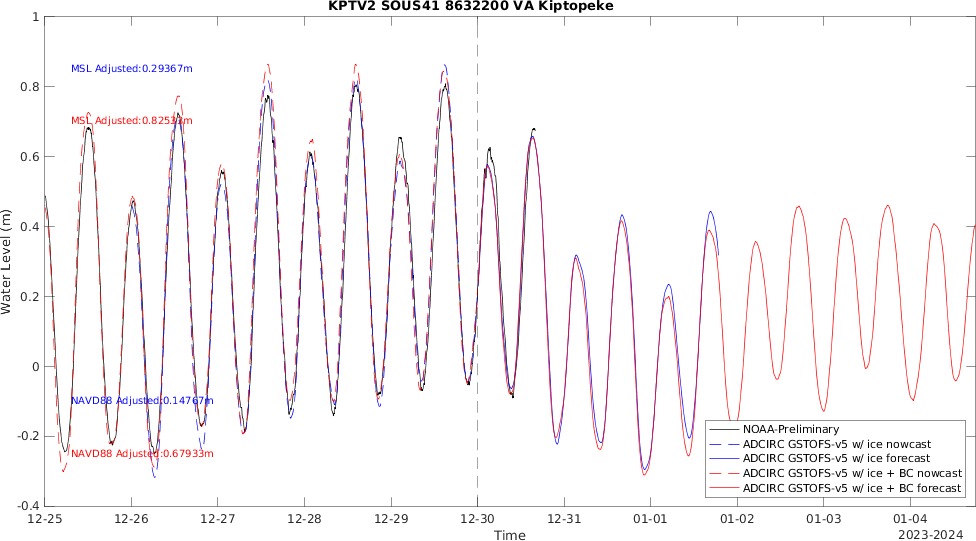 KPTV2 SOUS41 8632200 VA Kiptopeke
1
0.8
0.6
0.4
0.2
0
-0.2
-0.4
Water Level (m)
MSL Adjusted:0.29367m
MSL Adjusted:0.82533m
NAVD88 Adjusted:0.14767m
NAVD88 Adjusted:0.67933m
NOAA-Preliminary
ADCIRC GSTOFS-v5 w/ ice nowcast
ADCIRC GSTOFS-v5 w/ ice forecast
ADCIRC GSTOFS-v5 w/ ice + BC nowcast
ADCIRC GSTOFS-v5 w/ ice + BC forecast
12-25 12-26 12-27 12-28 12-29 12-30 12-31 01-01 01-02 01-03 01-04
Time
2023-2024